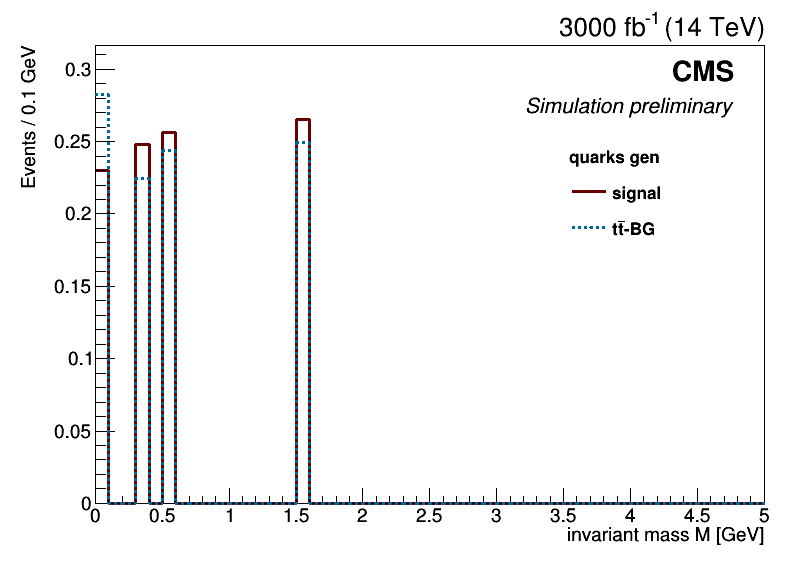 3000 fb⁻¹ (14 TeV)
Events / 0.1 GeV
CMS
Simulation preliminary
quarks gen
signal
tt̄-BG
0.3
0.25
0.2
0.15
0.1
0.05
0
0 0.5 1 1.5 2 2.5 3 3.5 4 4.5 5
invariant mass M [GeV]